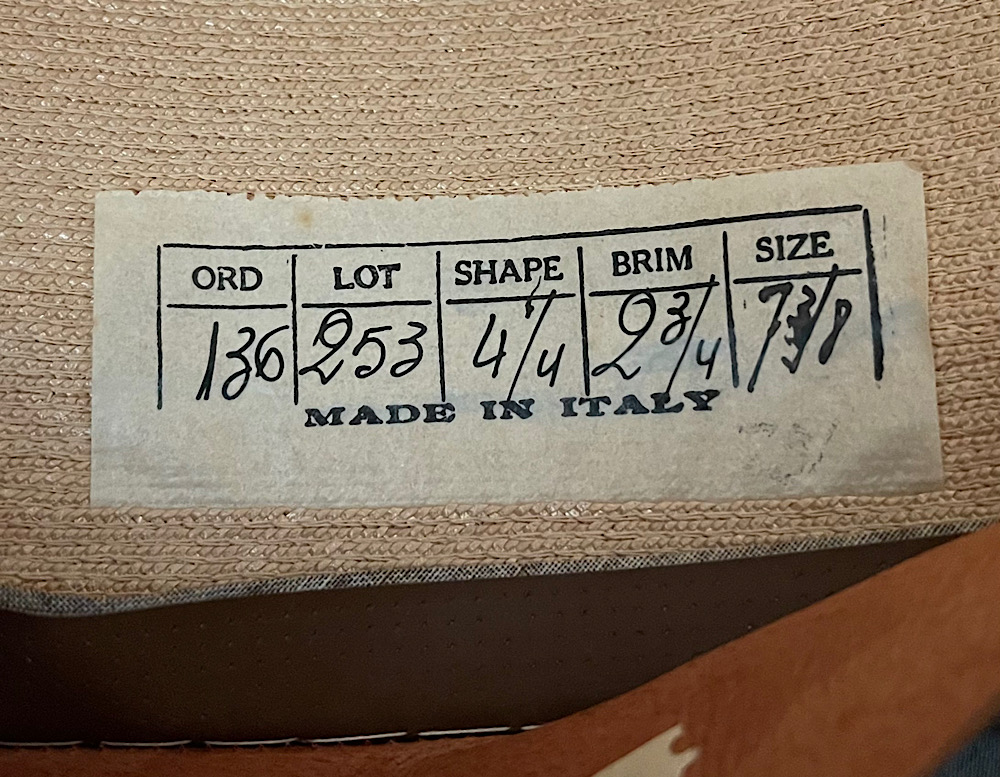 ORD LOT SHAPE BRIM SIZE
136 253 4 1/4 2 3/4 7 3/8
MADE IN ITALY